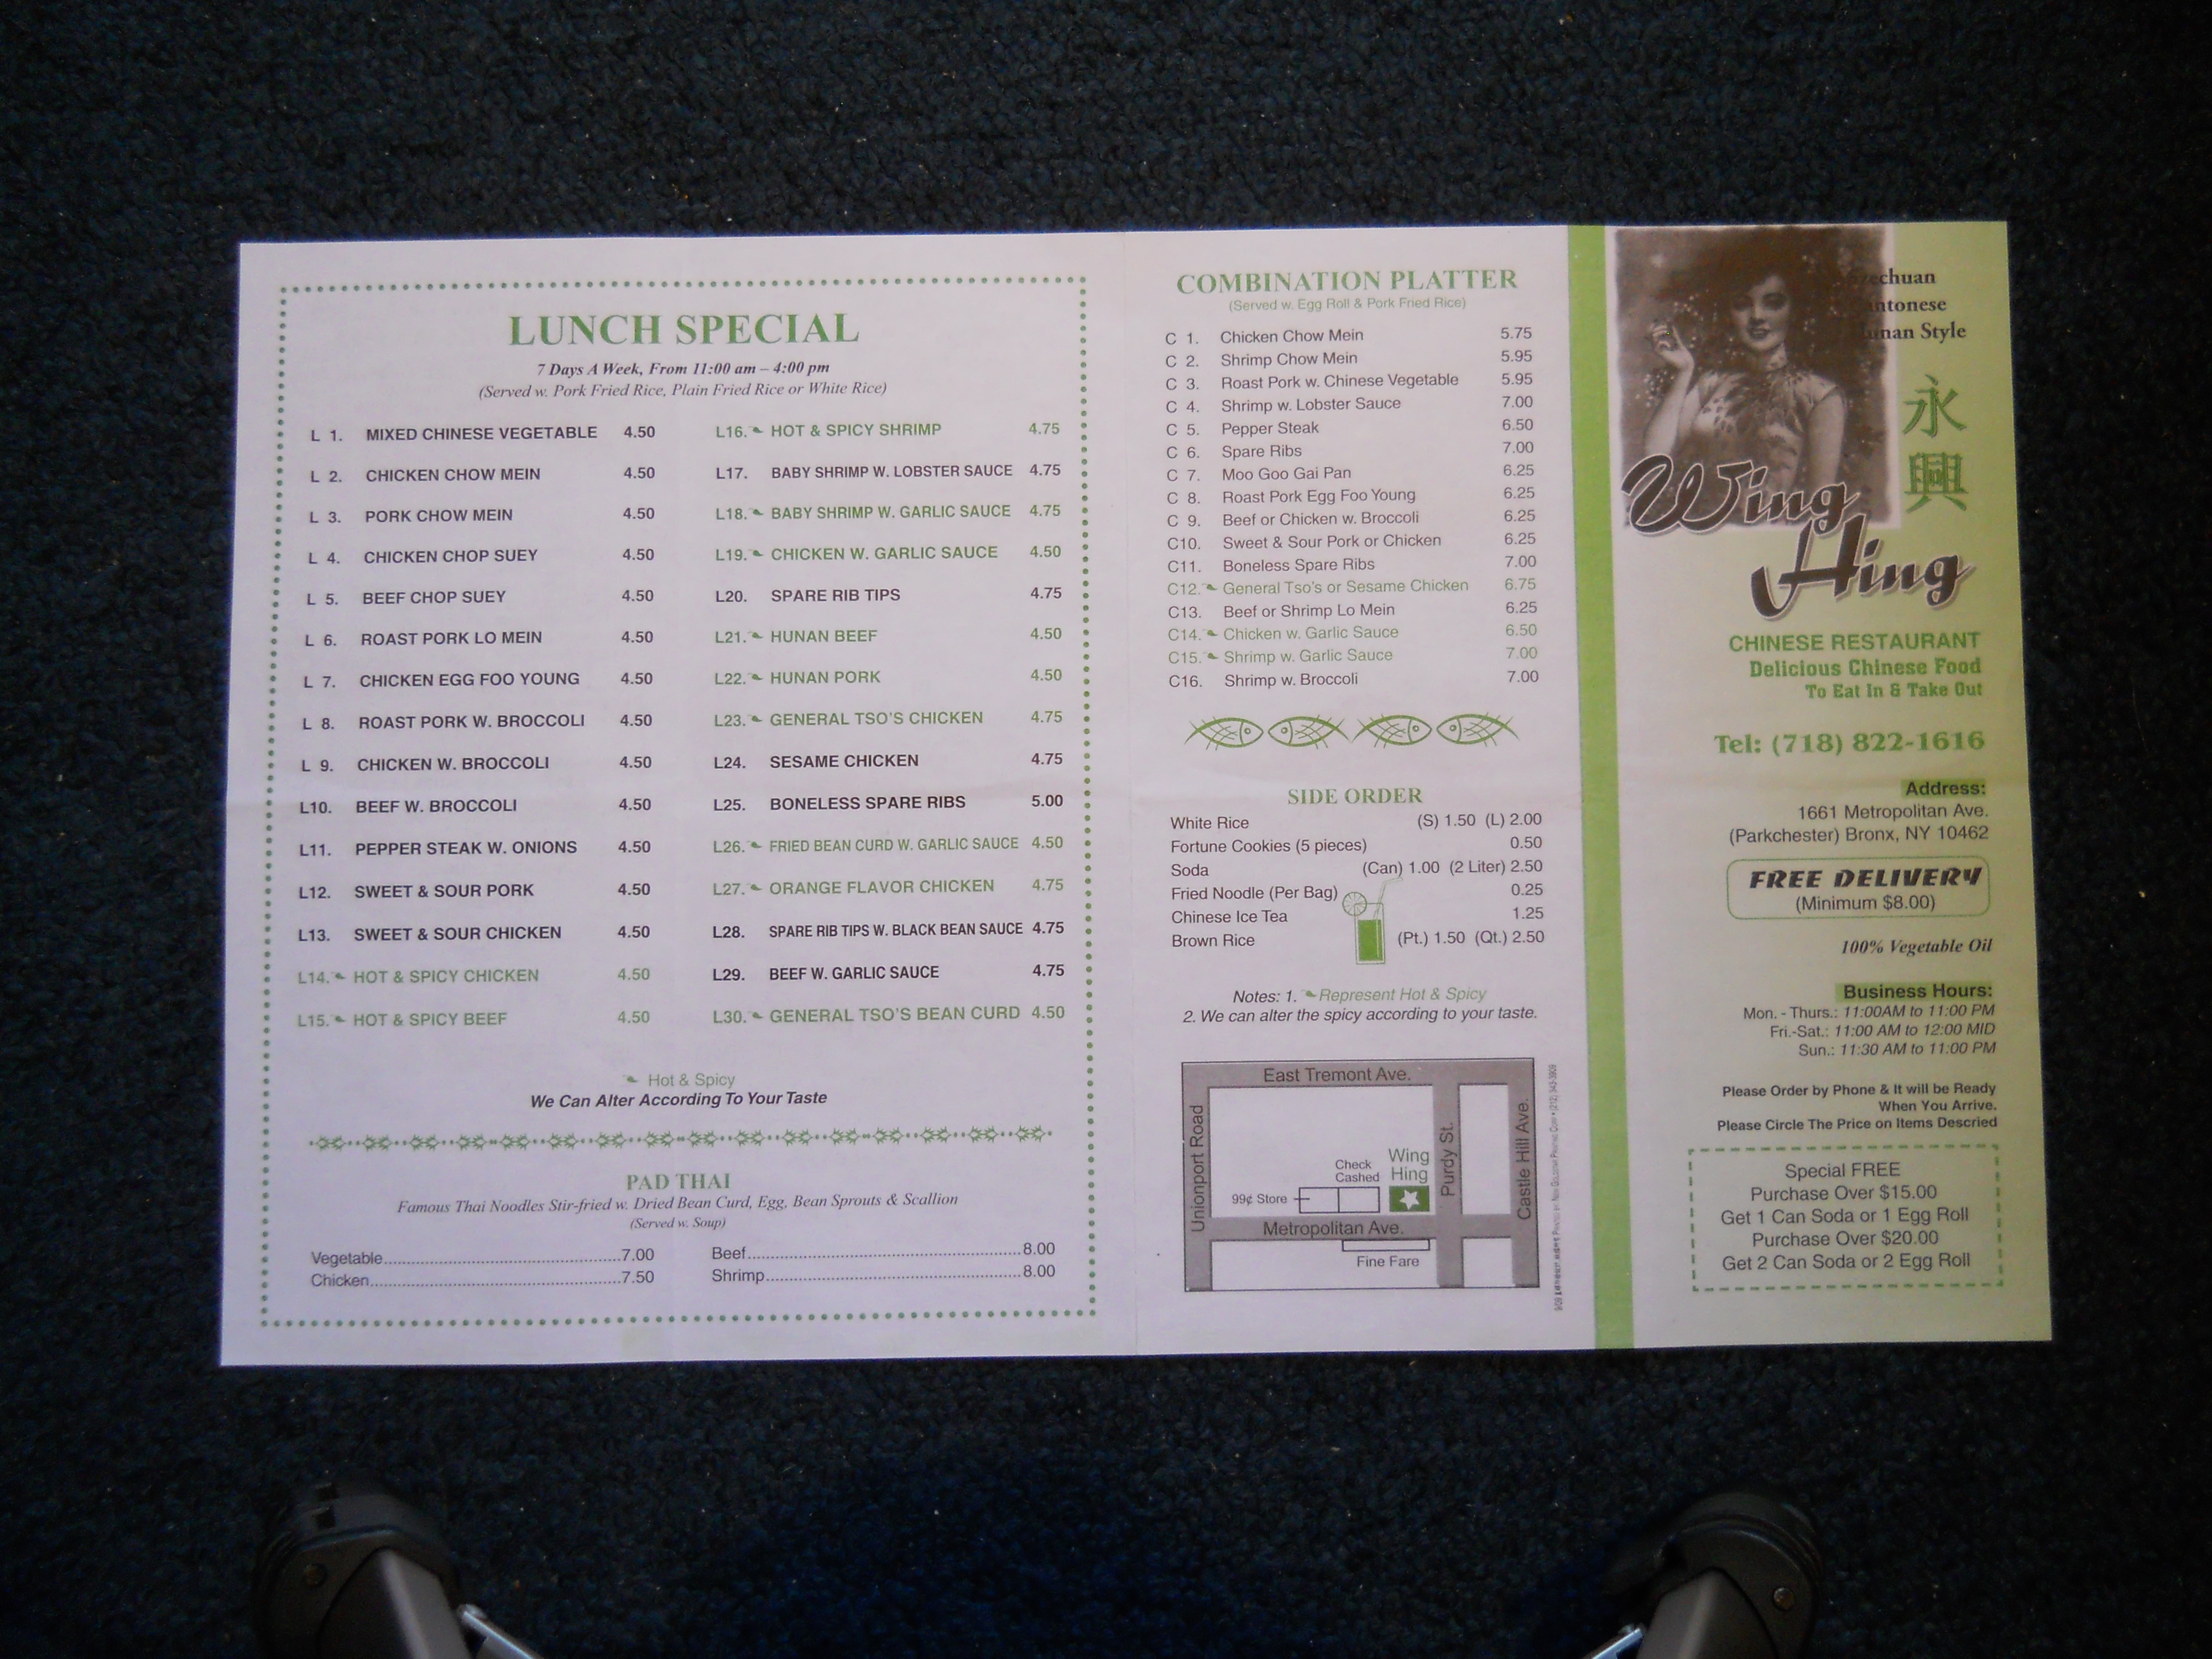 LUNCH SPECIAL
7 Days A Week, From 11:00 am – 4:00 pm
(Served w. Pork Fried Rice, Plain Fried Rice or White Rice)
L 1. MIXED CHINESE VEGETABLE 4.50
L 2. CHICKEN CHOW MEIN 4.50
L 3. PORK CHOW MEIN 4.50
L 4. CHICKEN CHOP SUEY 4.50
L 5. BEEF CHOP SUEY 4.50
L 6. ROAST PORK LO MEIN 4.50
L 7. CHICKEN EGG FOO YOUNG 4.50
L 8. ROAST PORK W. BROCCOLI 4.50
L 9. CHICKEN W. BROCCOLI 4.50
L10. BEEF W. BROCCOLI 4.50
L11. PEPPER STEAK W. ONIONS 4.50
L12. SWEET & SOUR PORK 4.50
L13. SWEET & SOUR CHICKEN 4.50
L14. HOT & SPICY CHICKEN 4.50
L15. HOT & SPICY BEEF 4.50
L16. HOT & SPICY SHRIMP 4.75
L17. BABY SHRIMP W. LOBSTER SAUCE 4.75
L18. BABY SHRIMP W. GARLIC SAUCE 4.75
L19. CHICKEN W. GARLIC SAUCE 4.50
L20. SPARE RIB TIPS 4.75
L21. HUNAN BEEF 4.50
L22. HUNAN PORK 4.50
L23. GENERAL TSO'S CHICKEN 4.75
L24. SESAME CHICKEN 4.75
L25. BONELESS SPARE RIBS 5.00
L26. FRIED BEAN CURD W. GARLIC SAUCE 4.50
L27. ORANGE FLAVOR CHICKEN 4.75
L28. SPARE RIB TIPS W. BLACK BEAN SAUCE 4.75
L29. BEEF W. GARLIC SAUCE 4.75
L30. GENERAL TSO'S BEAN CURD 4.50
Hot & Spicy
We Can Alter According To Your Taste
PAD THAI
Famous Thai Noodles Stir-fried w. Dried Bean Curd, Egg, Bean Sprouts & Scallion
(Served w. Soup)
Vegetable 7.00
Chicken 7.50
Beef 8.00
Shrimp 8.00
COMBINATION PLATTER
(Served w. Egg Roll & Pork Fried Rice)
C 1. Chicken Chow Mein 5.75
C 2. Shrimp Chow Mein 5.95
C 3. Roast Pork w. Chinese Vegetable 5.95
C 4. Shrimp w. Lobster Sauce 7.00
C 5. Pepper Steak 6.50
C 6. Spare Ribs 7.00
C 7. Moo Goo Gai Pan 6.25
C 8. Roast Pork Egg Foo Young 6.25
C 9. Beef or Chicken w. Broccoli 6.25
C10. Sweet & Sour Pork or Chicken 6.25
C11. Boneless Spare Ribs 7.00
C12. General Tso's or Sesame Chicken 6.75
C13. Beef or Shrimp Lo Mein 6.25
C14. Chicken w. Garlic Sauce 6.50
C15. Shrimp w. Garlic Sauce 7.00
C16. Shrimp w. Broccoli 7.00
SIDE ORDER
White Rice (S) 1.50 (L) 2.00
Fortune Cookies (5 pieces) 0.50
Soda (Can) 1.00 (2 Liter) 2.50
Fried Noodle (Per Bag) 0.25
Chinese Ice Tea 1.25
Brown Rice (Pt.) 1.50 (Qt.) 2.50
Notes: 1. Represent Hot & Spicy
2. We can alter the spicy according to your taste.
East Tremont Ave.
Unionport Road
Purdy St.
Castle Hill Ave.
Wing
Hing
Check
Cashed
99¢ Store
Metropolitan Ave.
Fine Fare
echuan
ntonese
unan Style
永興
Wing
Hing
CHINESE RESTAURANT
Delicious Chinese Food
To Eat In & Take Out
Tel: (718) 822-1616
Address:
1661 Metropolitan Ave.
(Parkchester) Bronx, NY 10462
FREE DELIVERY
(Minimum $8.00)
100% Vegetable Oil
Business Hours:
Mon. - Thurs.: 11:00AM to 11:00 PM
Fri.-Sat.: 11:00 AM to 12:00 MID
Sun.: 11:30 AM to 11:00 PM
Please Order by Phone & It will be Ready
When You Arrive.
Please Circle The Price on Items Descried
Special FREE
Purchase Over $15.00
Get 1 Can Soda or 1 Egg Roll
Purchase Over $20.00
Get 2 Can Soda or 2 Egg Roll